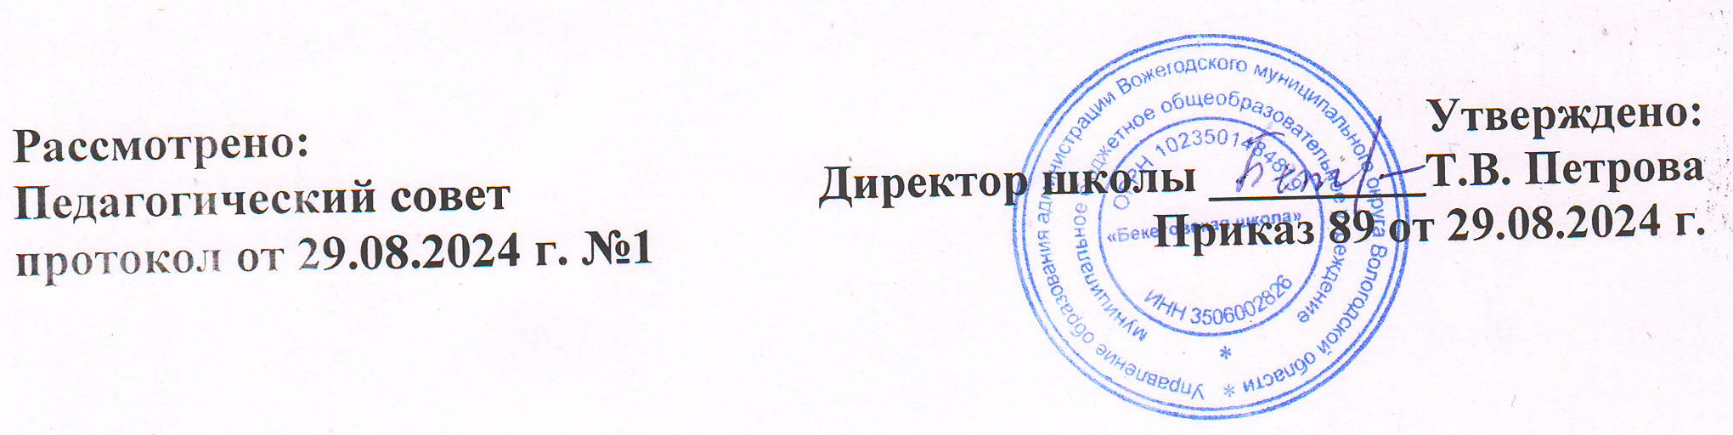 Рассмотрено:
Педагогический совет
протокол от 29.08.2024 г. №1
Утверждено:
Директор школы Т.В. Петрова
Приказ 89 от 29.08.2024 г.
Управление образования администрации Вожегодского муниципального округа Вологодской области *
муниципальное бюджетное общеобразовательное учреждение
*
ОГРН
«Бекетовская школа»
ИНН 3506002826